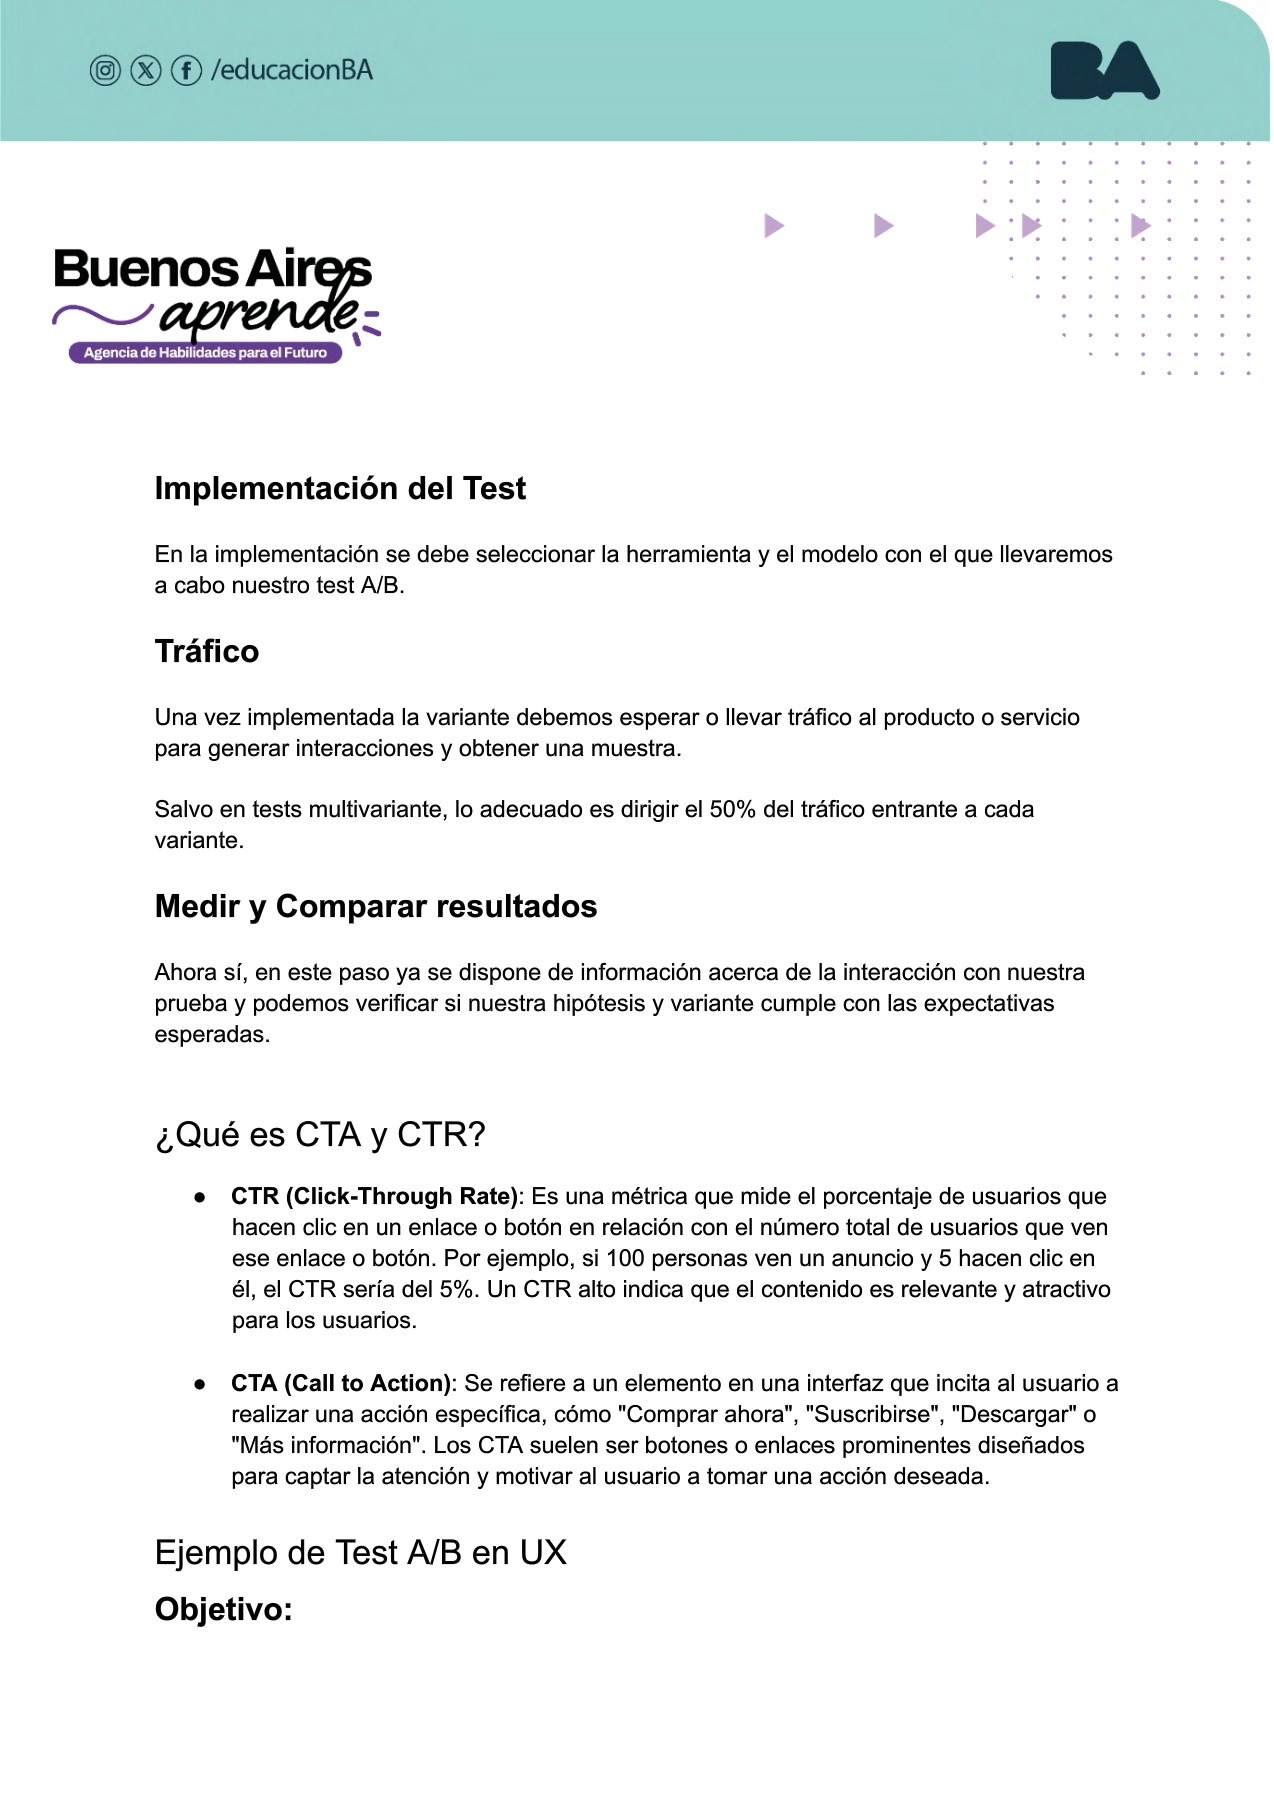 /educacionBA
BA
Buenos Aires
aprende
Agencia de Habilidades para el Futuro
Implementación del Test
En la implementación se debe seleccionar la herramienta y el modelo con el que llevaremos
a cabo nuestro test A/B.
Tráfico
Una vez implementada la variante debemos esperar o llevar tráfico al producto o servicio
para generar interacciones y obtener una muestra.
Salvo en tests multivariante, lo adecuado es dirigir el 50% del tráfico entrante a cada
variante.
Medir y Comparar resultados
Ahora sí, en este paso ya se dispone de información acerca de la interacción con nuestra
prueba y podemos verificar si nuestra hipótesis y variante cumple con las expectativas
esperadas.
¿Qué es CTA y CTR?
● CTR (Click-Through Rate): Es una métrica que mide el porcentaje de usuarios que
hacen clic en un enlace o botón en relación con el número total de usuarios que ven
ese enlace o botón. Por ejemplo, si 100 personas ven un anuncio y 5 hacen clic en
él, el CTR sería del 5%. Un CTR alto indica que el contenido es relevante y atractivo
para los usuarios.
● CTA (Call to Action): Se refiere a un elemento en una interfaz que incita al usuario a
realizar una acción específica, cómo "Comprar ahora", "Suscribirse", "Descargar" o
"Más información". Los CTA suelen ser botones o enlaces prominentes diseñados
para captar la atención y motivar al usuario a tomar una acción deseada.
Ejemplo de Test A/B en UX
Objetivo: